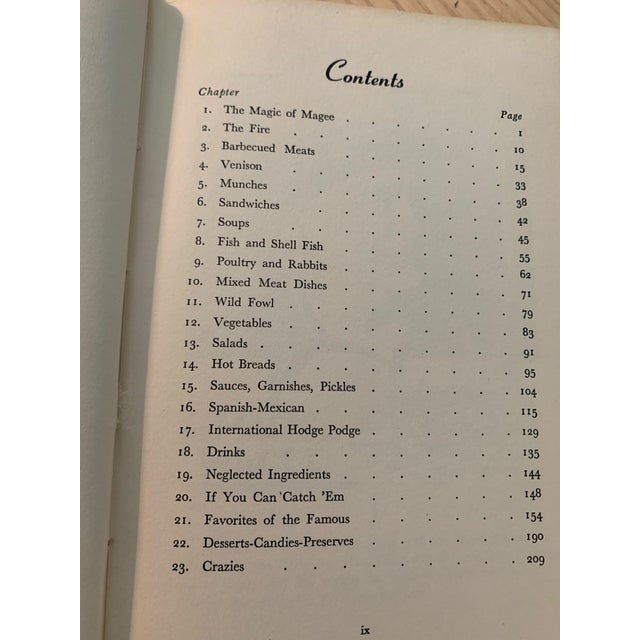 Contents
Chapter Page
1. The Magic of Magee 1
2. The Fire 10
3. Barbecued Meats 15
4. Venison 33
5. Munches 38
6. Sandwiches 42
7. Soups 45
8. Fish and Shell Fish 55
9. Poultry and Rabbits 62
10. Mixed Meat Dishes 71
11. Wild Fowl 79
12. Vegetables 83
13. Salads 91
14. Hot Breads 95
15. Sauces, Garnishes, Pickles 104
16. Spanish-Mexican 115
17. International Hodge Podge 129
18. Drinks 135
19. Neglected Ingredients 144
20. If You Can Catch 'Em 148
21. Favorites of the Famous 154
22. Desserts-Candies-Preserves 190
23. Crazies 209
ix